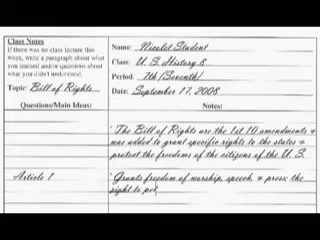 Class Notes
If there was no class lecture this
week, write a paragraph about what
you learned and/or questions about
what you didn't understand.
Topic: Bill of Rights
Questions/Main Ideas:
Name: Nicolet Student
Class: U. S. History 8
Period: 7th (Seventh)
Date: September 17, 2008
Notes:
* The Bill of Rights are the 1st 10 amendments &
was added to grant specific rights to the states &
protect the freedoms of the citizens of the U. S.
Article 1
* Grants freedom of worship, speech, & press; the
right to pet